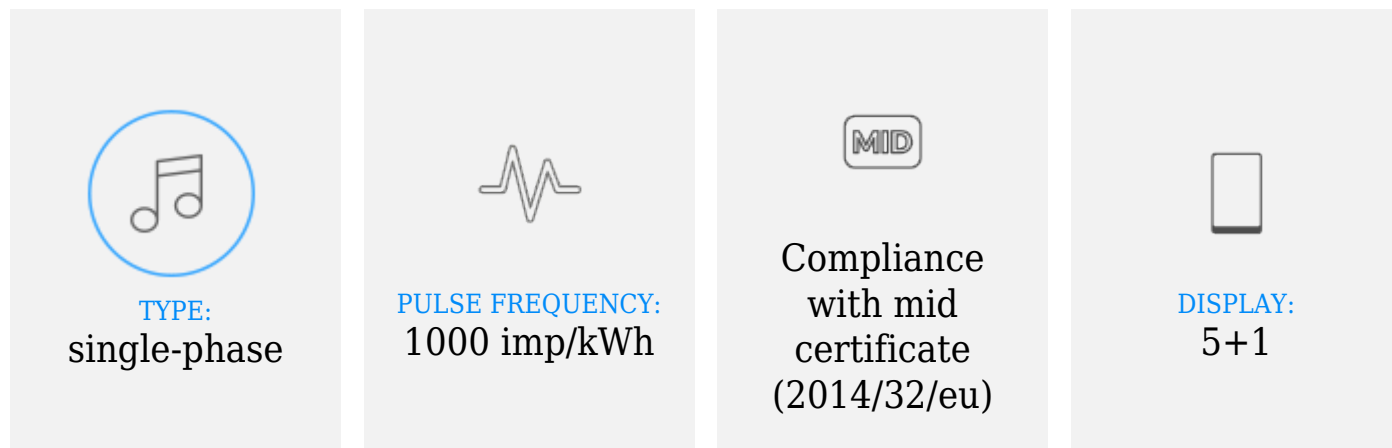 TYPE:
single-phase
PULSE FREQUENCY:
1000 imp/kWh
MID
Compliance
with mid
certificate
(2014/32/eu)
DISPLAY:
5+1